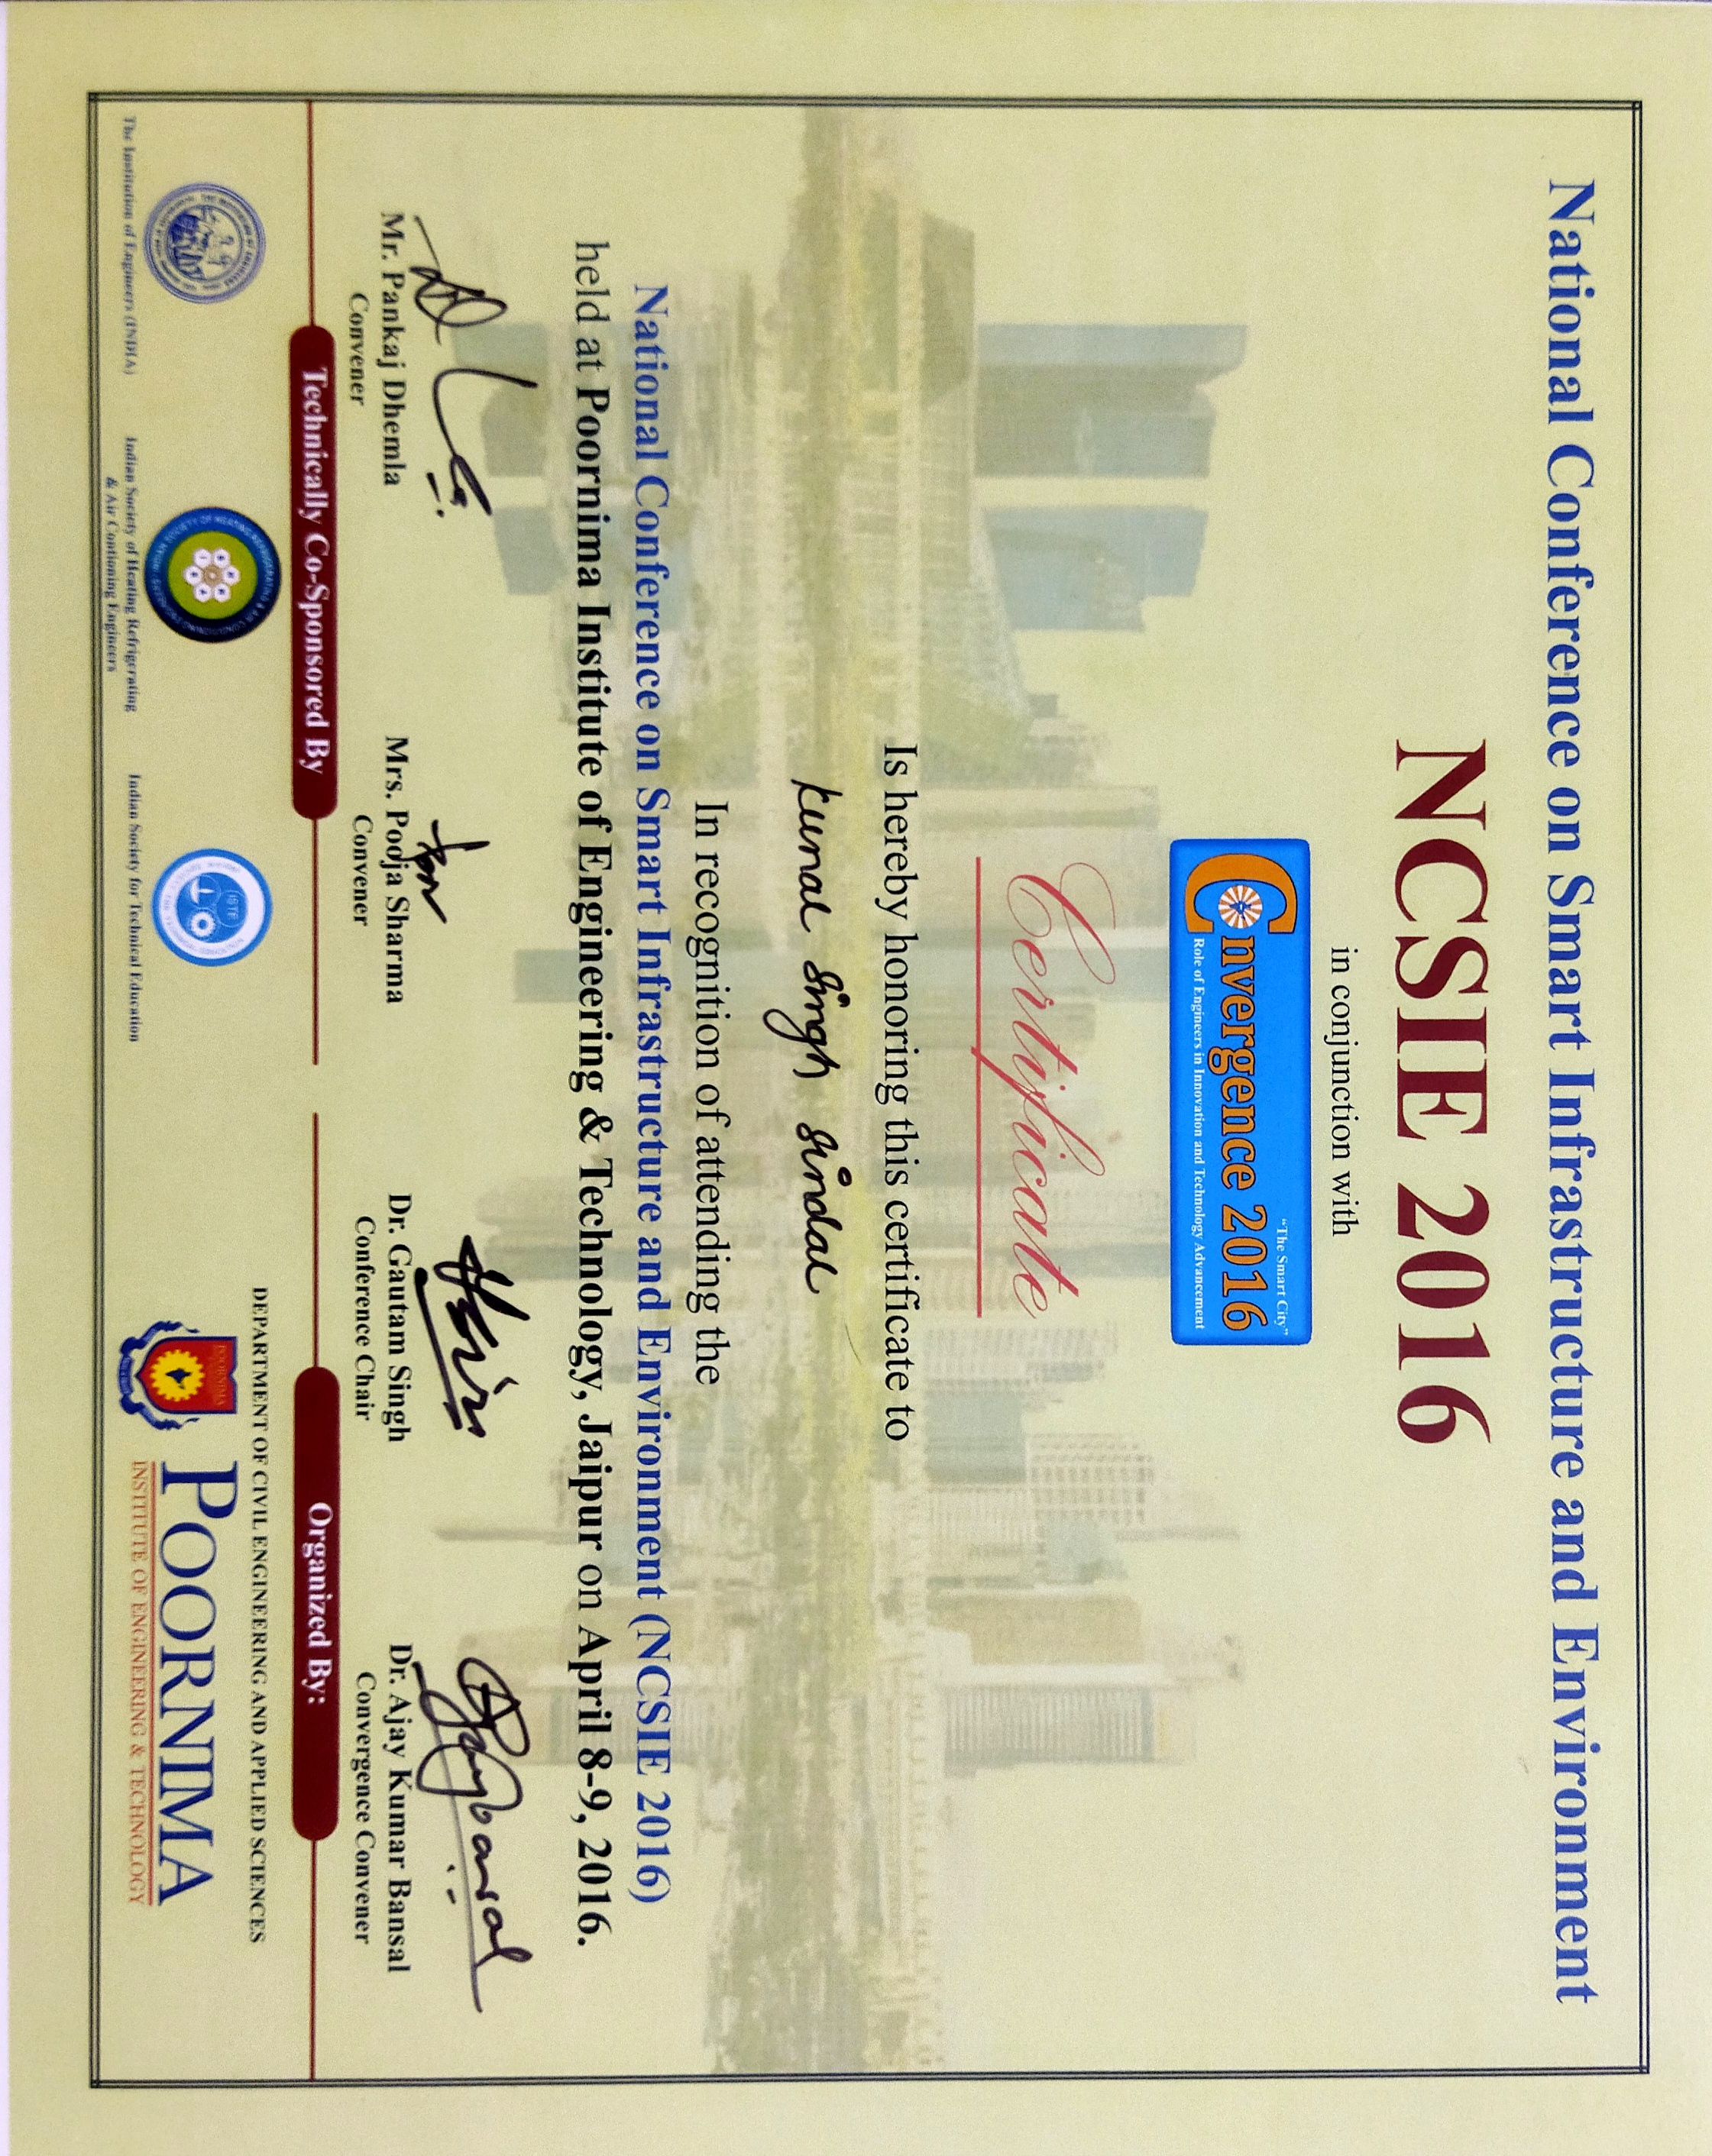 National Conference on Smart Infrastructure and Environment
NCSIE 2016
in conjunction with
"The Smart City"
Convergence 2016
Role of Engineers in Innovation and Technology Advancement
Certificate
Is hereby honoring this certificate to
Kunal Singh Sindal
In recognition of attending the
National Conference on Smart Infrastructure and Environment (NCSIE 2016)
held at Poornima Institute of Engineering & Technology, Jaipur on April 8-9, 2016.
Mr. Pankaj Dhemla
Convener
Mrs. Pooja Sharma
Convener
Dr. Gautam Singh
Conference Chair
Dr. Ajay Kumar Bansal
Convergence Convener
Technically Co-Sponsored By
The Institution of Engineers (INDIA)
Indian Society of Heating Refrigerating
& Air Contioning Engineers
ISTE
Indian Society for Technical Education
Organized By:
DEPARTMENT OF CIVIL ENGINEERING AND APPLIED SCIENCES
POORNIMA
POORNIMA
INSTITUTE OF ENGINEERING & TECHNOLOGY